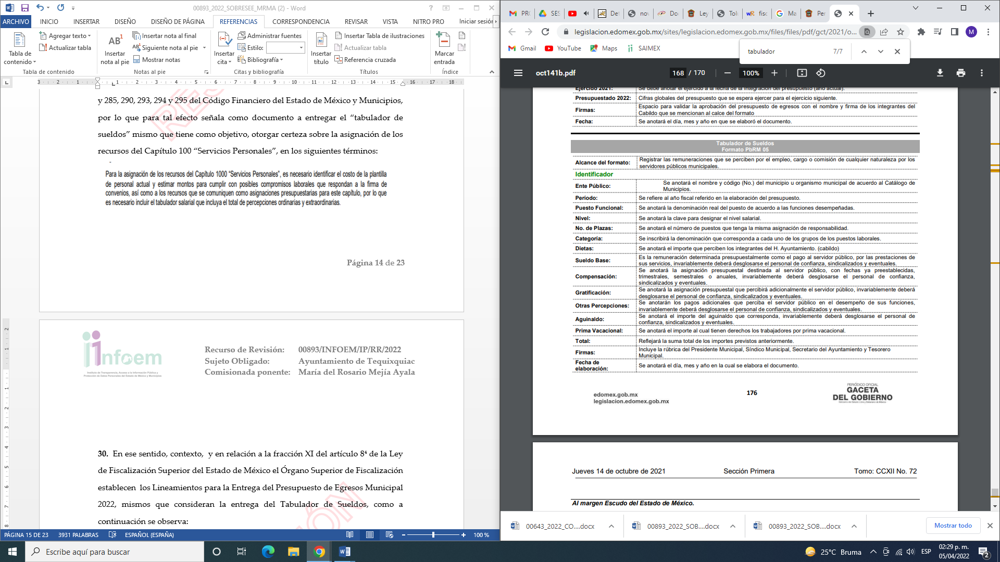 00893_2022_SOBRESEE_MRMA (2) - Word
ARCHIVO INICIO INSERTAR DISEÑO DISEÑO DE PÁGINA REFERENCIAS CORRESPONDENCIA REVISAR VISTA NITRO PRO Iniciar sesión
Tabla de contenido
Agregar texto
Actualizar tabla
Tabla de contenido
AB1
Insertar nota al pie
Insertar nota al final
Siguiente nota al pie
Mostrar notas
Notas al pie
Insertar cita
Administrar fuentes
Estilo:
Bibliografía
Citas y bibliografía
Insertar título
Insertar Tabla de ilustraciones
Actualizar tabla
Referencia cruzada
Títulos
Marcar entrada
Índice
3 2 1 1 2 3 4 5 6 7 8 9 10 11 12 13 14 15 16 17 18
y 285, 290, 293, 294 y 295 del Código Financiero del Estado de México y Municipios,
por lo que para tal efecto señala como documento a entregar el “tabulador de
sueldos” mismo que tiene como objetivo, otorgar certeza sobre la asignación de los
recursos del Capítulo 100 “Servicios Personales”, en los siguientes términos:
Para la asignación de los recursos del Capítulo 1000 “Servicios Personales”, es necesario identificar el costo de la plantilla
de personal actual y estimar montos para cumplir con posibles compromisos laborales que respondan a la firma de
convenios, así como a los recursos que se comuniquen como asignaciones presupuestarias para este capítulo, por lo que
es necesario incluir el tabulador salarial que incluya el total de percepciones ordinarias y extraordinarias.
Página 14 de 23
infoem
Instituto de Transparencia, Acceso a la Información Pública y
Protección de Datos Personales del Estado de México y Municipios
Recurso de Revisión: 00893/INFOEM/IP/RR/2022
Sujeto Obligado: Ayuntamiento de Tequixquiac
Comisionada ponente: María del Rosario Mejía Ayala
30. En ese sentido, contexto, y en relación a la fracción XI del artículo 8⁴ de la Ley
de Fiscalización Superior del Estado de México el Órgano Superior de Fiscalización
establecen los Lineamientos para la Entrega del Presupuesto de Egresos Municipal
2022, mismos que consideran la entrega del Tabulador de Sueldos, como a
continuación se observa:
PÁGINA 15 DE 23 3931 PALABRAS ESPAÑOL (ESPAÑA) 100 %
PRO SES De nov Doc Ley Tolu fisc Ma Per
legislacion.edomex.gob.mx/sites/legislacion.edomex.gob.mx/files/files/pdf/gct/2021/o...
Gmail YouTube Maps SAIMEX
tabulador 7/7
oct141b.pdf 168 / 170 100%
Ejercido 2021: Se debe anotar el ejercido a la fecha de la integración del presupuesto (año actual).
Presupuestado 2022: Cifras globales del presupuesto que se espera ejercer para el ejercicio siguiente.
Firmas: Espacio para validar la aprobación del presupuesto de egresos con el nombre y firma de los integrantes del
Cabildo que se mencionan al calce del formato
Fecha: Se anotará el día, mes y año en que se elaboró el documento.
Tabulador de Sueldos
Formato PbRM 05
Alcance del formato: Registrar las remuneraciones que se perciben por el empleo, cargo o comisión de cualquier naturaleza por los
servidores públicos municipales.
Identificador
Ente Público: Se anotará el nombre y código (No.) del municipio u organismo municipal de acuerdo al Catálogo de
Municipios.
Período: Se refiere al año fiscal referido en la elaboración del presupuesto.
Puesto Funcional: Se anotará la denominación real del puesto de acuerdo a las funciones desempeñadas.
Nivel: Se anotará la clave para designar el nivel salarial.
No. de Plazas: Se anotará el número de puestos que tenga la misma asignación de responsabilidad.
Categoría: Se inscribirá la denominación que corresponda a cada uno de los grupos de los puestos laborales.
Dietas: Se anotará el importe que perciben los integrantes del H. Ayuntamiento. (cabildo)
Sueldo Base: Es la remuneración determinada presupuestalmente como el pago al servidor público, por las prestaciones de
sus servicios, invariablemente deberá desglosarse el personal de confianza, sindicalizados y eventuales.
Compensación: Se anotará la asignación presupuestal destinada al servidor público, con fechas ya preestablecidas,
trimestrales, semestrales o anuales, invariablemente deberá desglosarse el personal de confianza,
sindicalizados y eventuales.
Gratificación: Se anotará la asignación presupuestal que percibirá adicionalmente el servidor público, invariablemente deberá
desglosarse el personal de confianza, sindicalizados y eventuales.
Otras Percepciones: Se anotarán los pagos adicionales que perciba el servidor público en el desempeño de sus funciones,
invariablemente deberá desglosarse el personal de confianza, sindicalizados y eventuales.
Aguinaldo: Se anotará el importe del aguinaldo que corresponda, invariablemente deberá desglosarse el personal de
confianza, sindicalizados y eventuales.
Prima Vacacional: Se anotará el importe al cual tienen derechos los trabajadores por prima vacacional.
Total: Reflejará la suma total de los importes previstos anteriormente.
Firmas: Incluye la rúbrica del Presidente Municipal, Síndico Municipal, Secretario del Ayuntamiento y Tesorero
Municipal.
Fecha de elaboración: Se anotará el día, mes y año en la cual se elabora el documento.
edomex.gob.mx
legislacion.edomex.gob.mx
176
PERIÓDICO OFICIAL
GACETA
DEL GOBIERNO
Jueves 14 de octubre de 2021 Sección Primera Tomo: CCXII No. 72
Al margen Escudo del Estado de México.
00643_2022_CO....docx 00893_2022_SOB....docx 00893_2022_SOB....docx Mostrar todo
Escribe aquí para buscar
25°C Bruma
ESP
02:29 p. m.
05/04/2022
2